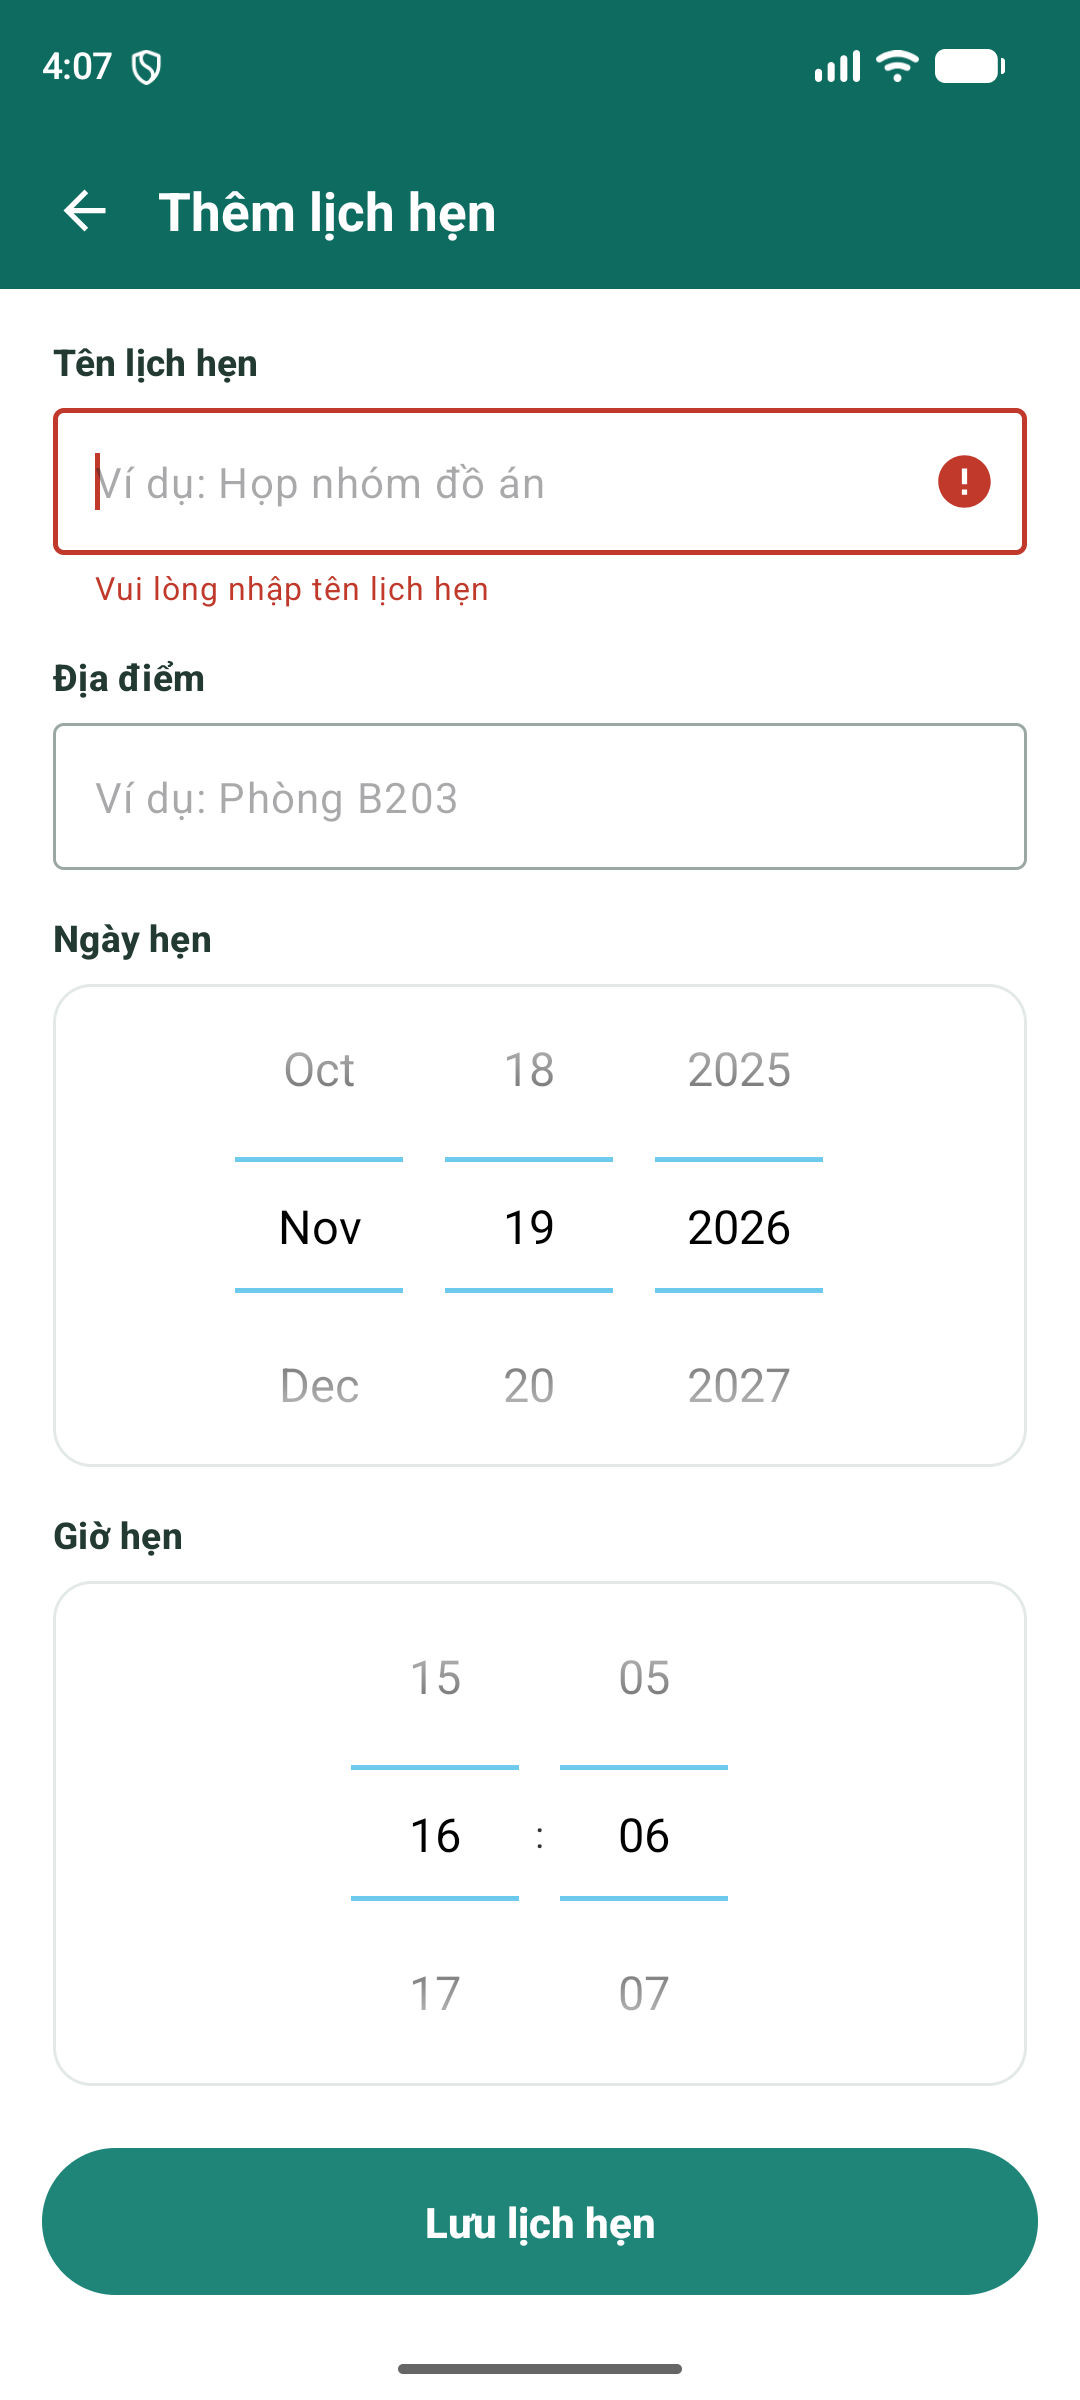 4:07
Thêm lịch hẹn
Tên lịch hẹn
Ví dụ: Họp nhóm đồ án
Vui lòng nhập tên lịch hẹn
Địa điểm
Ví dụ: Phòng B203
Ngày hẹn
Oct 18 2025
Nov 19 2026
Dec 20 2027
Giờ hẹn
15 05
16 : 06
17 07
Lưu lịch hẹn